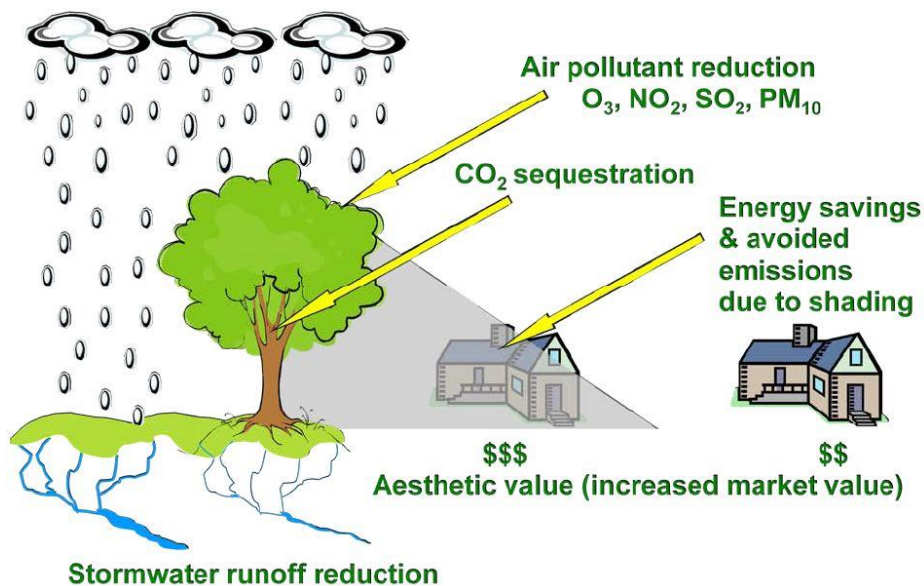 Air pollutant reduction
O₃, NO₂, SO₂, PM₁₀
CO₂ sequestration
Energy savings
& avoided
emissions
due to shading
$$$
$$
Aesthetic value (increased market value)
Stormwater runoff reduction